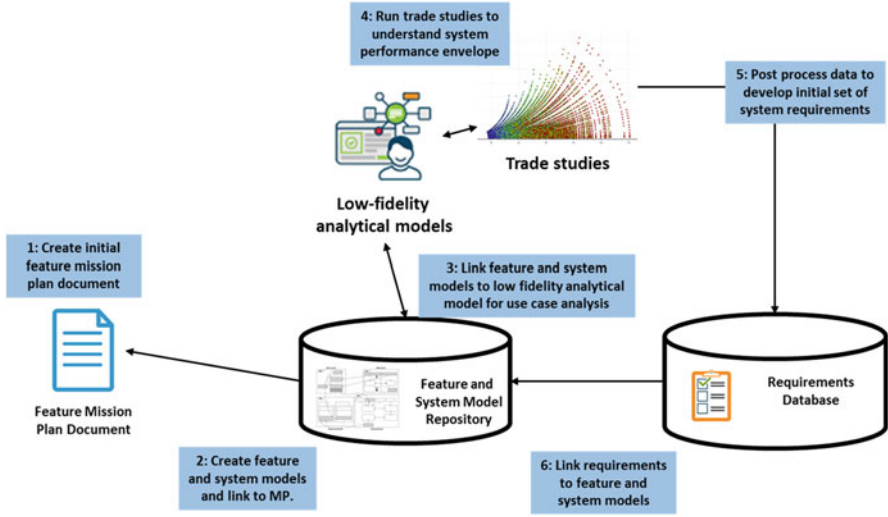 4: Run trade studies to
understand system
performance envelope
5: Post process data to
develop initial set of
system requirements
Trade studies
Low-fidelity
analytical models
1: Create initial
feature mission
plan document
3: Link feature and system
models to low fidelity analytical
model for use case analysis
Feature and
System Model
Repository
Requirements
Database
Feature Mission
Plan Document
2: Create feature
and system models
and link to MP.
6: Link requirements
to feature and
system models